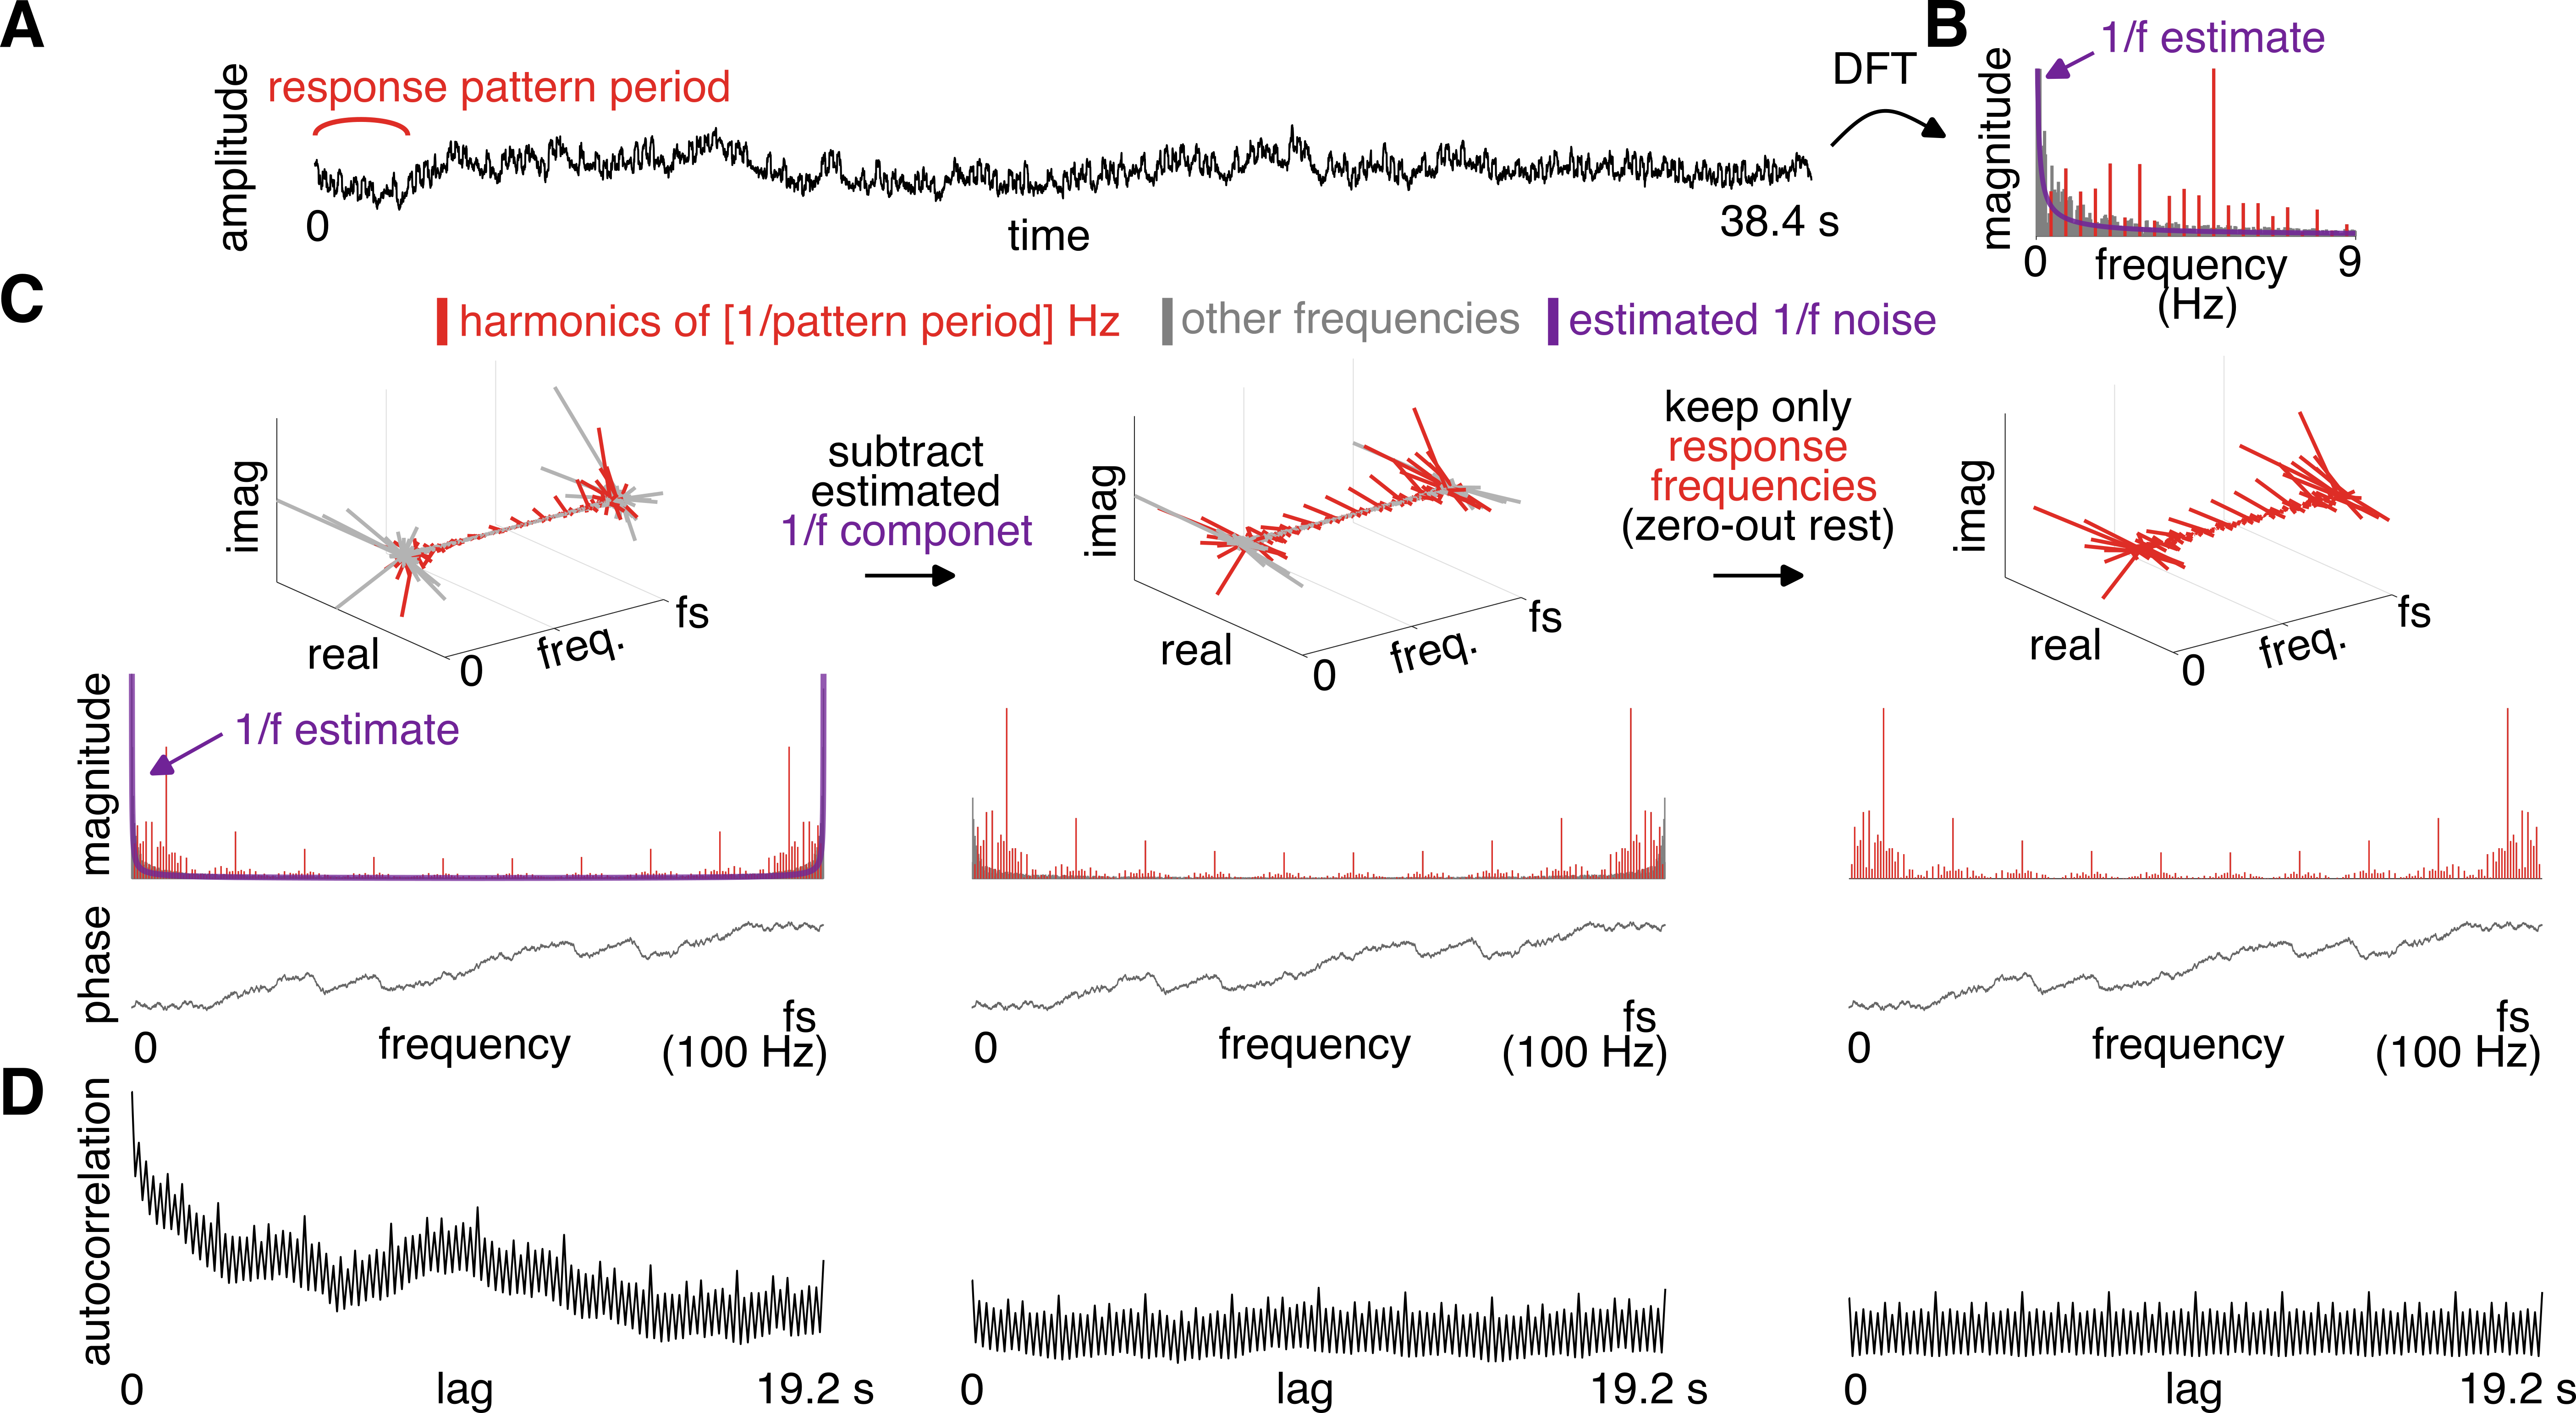 A
amplitude
response pattern period
0
time
38.4 s
DFT
B
1/f estimate
magnitude
0
frequency
(Hz)
9
C
harmonics of [1/pattern period] Hz
other frequencies
estimated 1/f noise
imag
real
0
freq.
fs
subtract
estimated
1/f componet
imag
real
0
freq.
fs
keep only
response
frequencies
(zero-out rest)
imag
real
0
freq.
fs
magnitude
1/f estimate
phase
0
frequency
fs
(100 Hz)
0
frequency
fs
(100 Hz)
0
frequency
fs
(100 Hz)
D
autocorrelation
0
lag
19.2 s
0
lag
19.2 s
0
lag
19.2 s